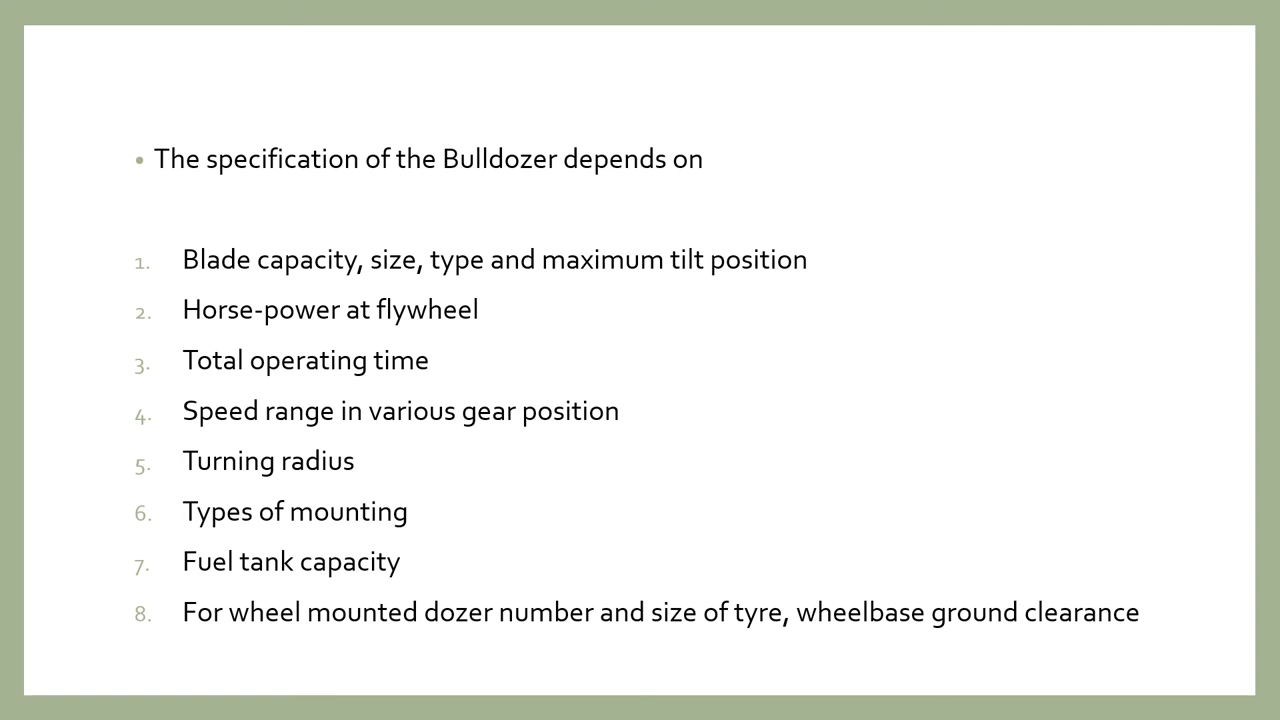 • The specification of the Bulldozer depends on
1. Blade capacity, size, type and maximum tilt position
2. Horse-power at flywheel
3. Total operating time
4. Speed range in various gear position
5. Turning radius
6. Types of mounting
7. Fuel tank capacity
8. For wheel mounted dozer number and size of tyre, wheelbase ground clearance